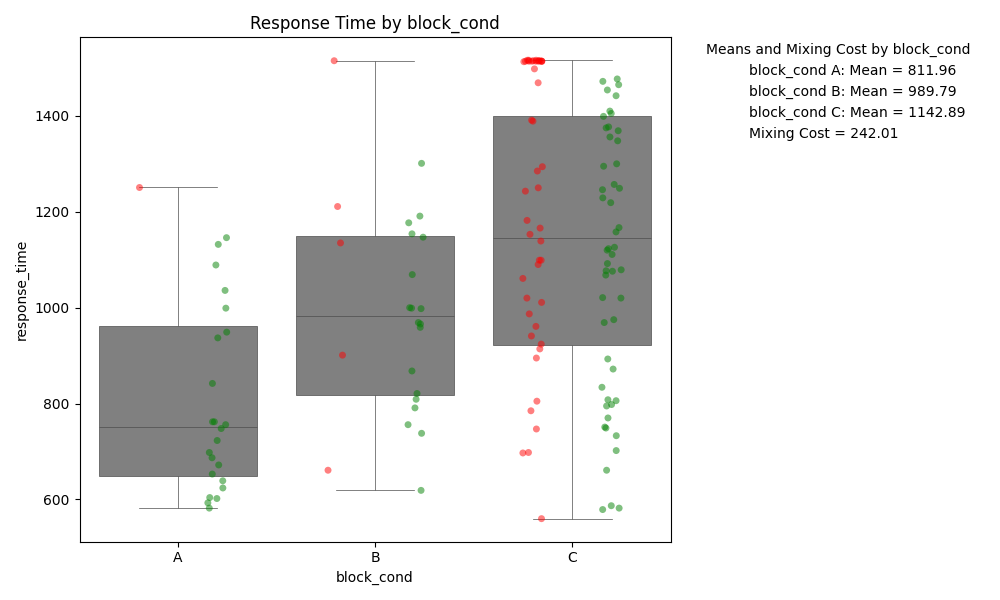 Response Time by block_cond
Means and Mixing Cost by block_cond
block_cond A: Mean = 811.96
block_cond B: Mean = 989.79
block_cond C: Mean = 1142.89
Mixing Cost = 242.01
response_time
1400
1200
1000
800
600
A B C
block_cond